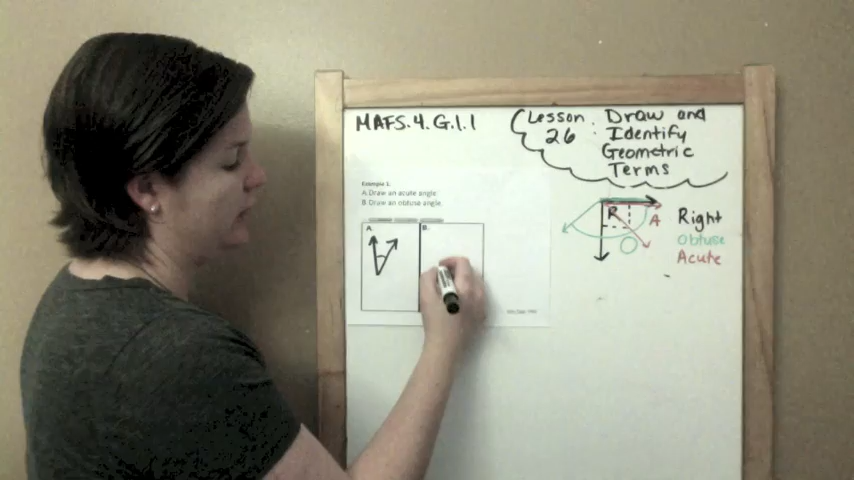 MAFS.4.G.1.1
Lesson 26 : Draw and
Identify
Geometric
Terms
Example 1:
A. Draw an acute angle.
B. Draw an obtuse angle.
A.
B.
R
A
O
Right
Obtuse
Acute